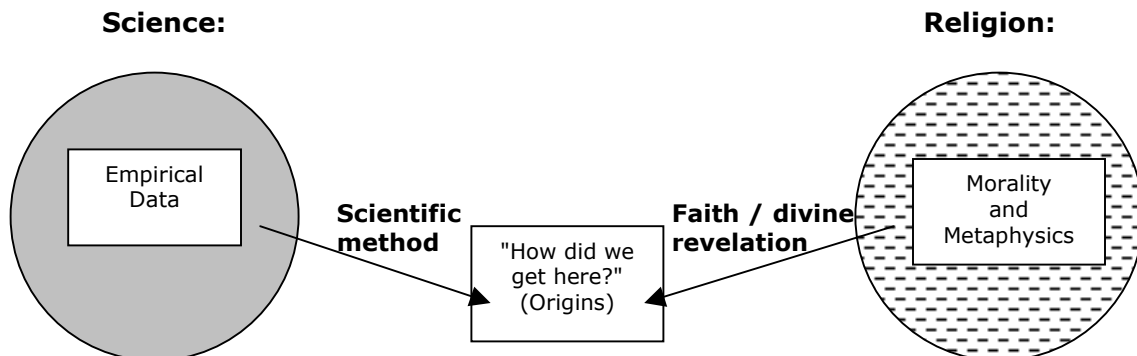 Science:
Religion:
Empirical
Data
Scientific
method
"How did we
get here?"
(Origins)
Faith / divine
revelation
Morality
and
Metaphysics